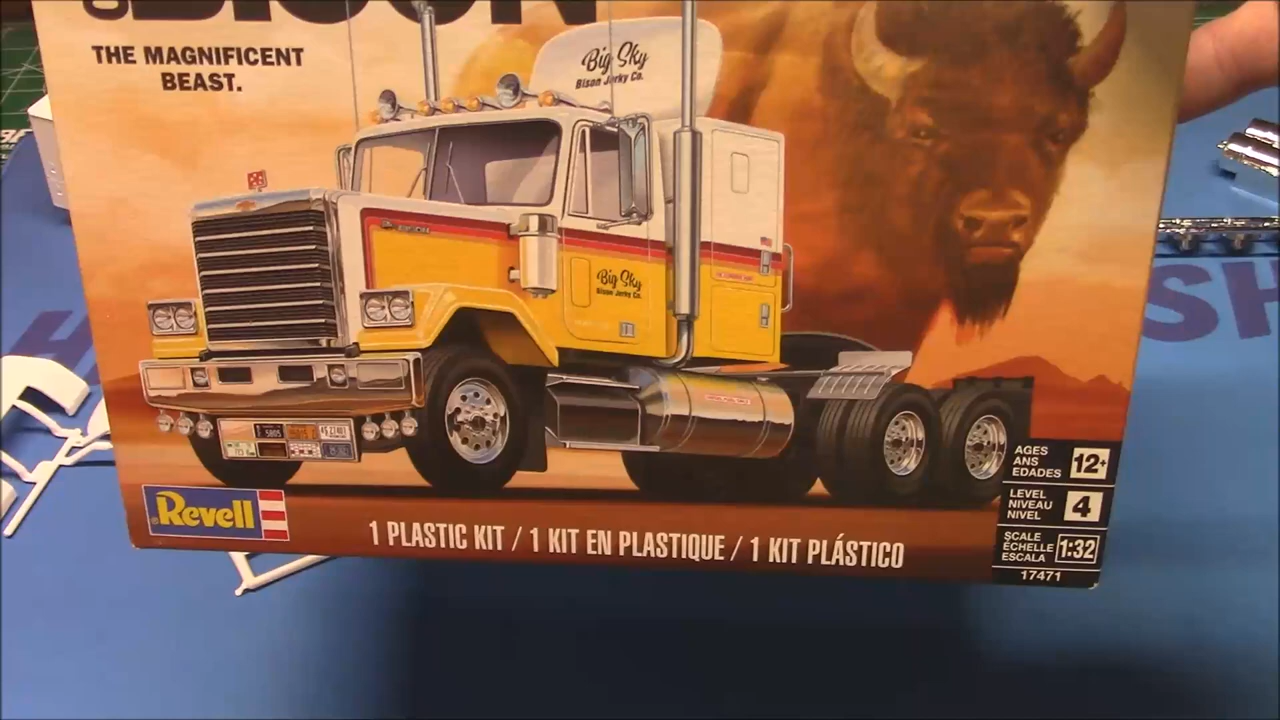 BISON
THE MAGNIFICENT
BEAST.
Big Sky
Bison Jerky Co.
Big Sky
Bison Jerky Co.
Revell
1 PLASTIC KIT / 1 KIT EN PLASTIQUE / 1 KIT PLÁSTICO
AGES
ANS
EDADES
12+
LEVEL
NIVEAU
NIVEL
4
SCALE
ÉCHELLE
ESCALA
1:32
17471
SH